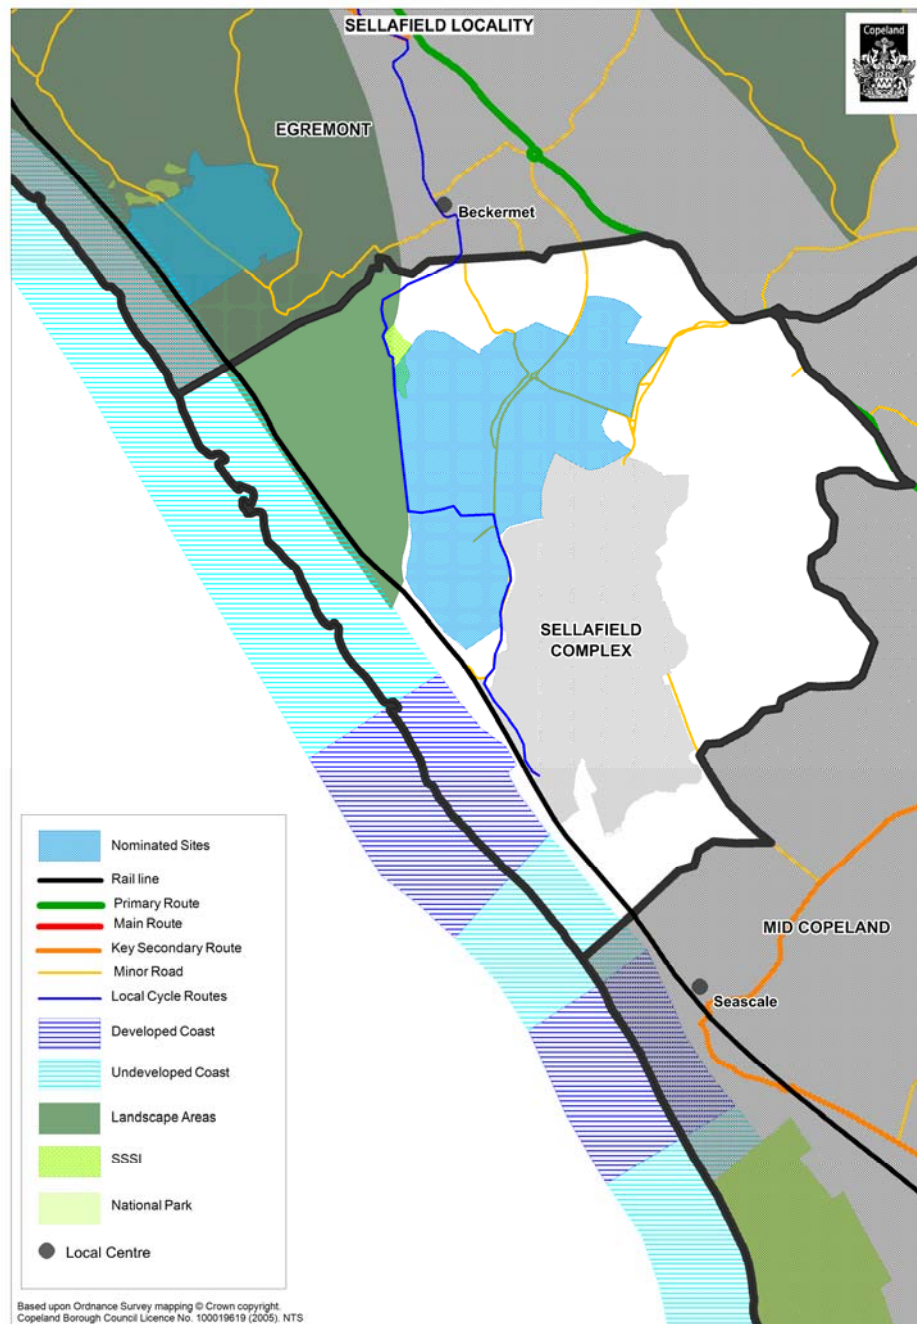 SELLAFIELD LOCALITY
Copeland
EGREMONT
Beckermet
SELLAFIELD
COMPLEX
Nominated Sites
Rail line
Primary Route
Main Route
Key Secondary Route
Minor Road
Local Cycle Routes
Developed Coast
Undeveloped Coast
Landscape Areas
SSSI
National Park
Local Centre
MID COPELAND
Seascale
Based upon Ordnance Survey mapping © Crown copyright.
Copeland Borough Council Licence No. 100019619 (2005). NTS